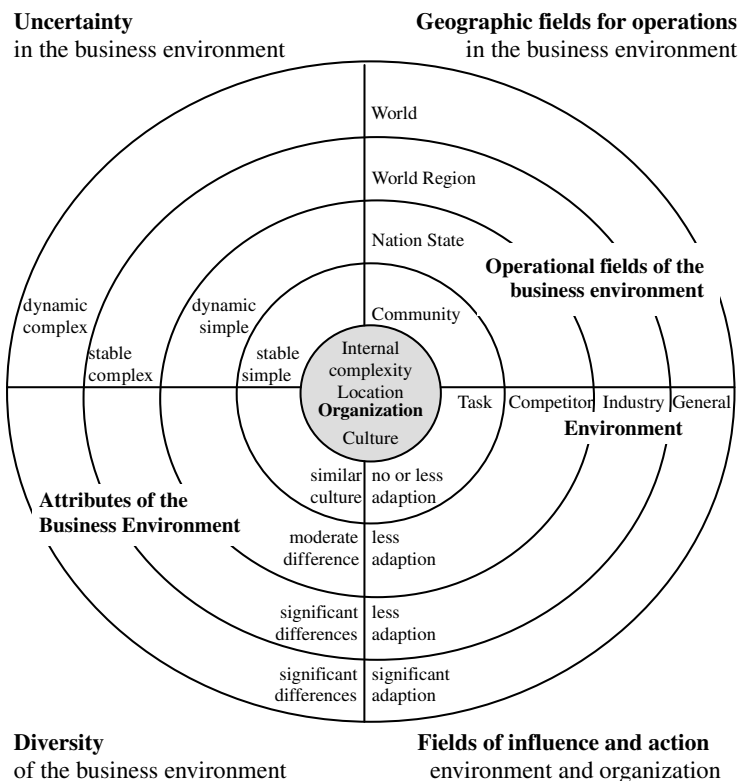 Uncertainty
in the business environment
Geographic fields for operations
in the business environment
World
World Region
Nation State
Operational fields of the
business environment
dynamic
complex
stable
complex
dynamic
simple
stable
simple
Community
Internal
complexity
Location
Organization
Culture
Task
Competitor
Industry
General
Environment
Attributes of the
Business Environment
similar
culture
no or less
adaption
moderate
difference
less
adaption
significant
differences
less
adaption
significant
differences
significant
adaption
Diversity
of the business environment
Fields of influence and action
environment and organization